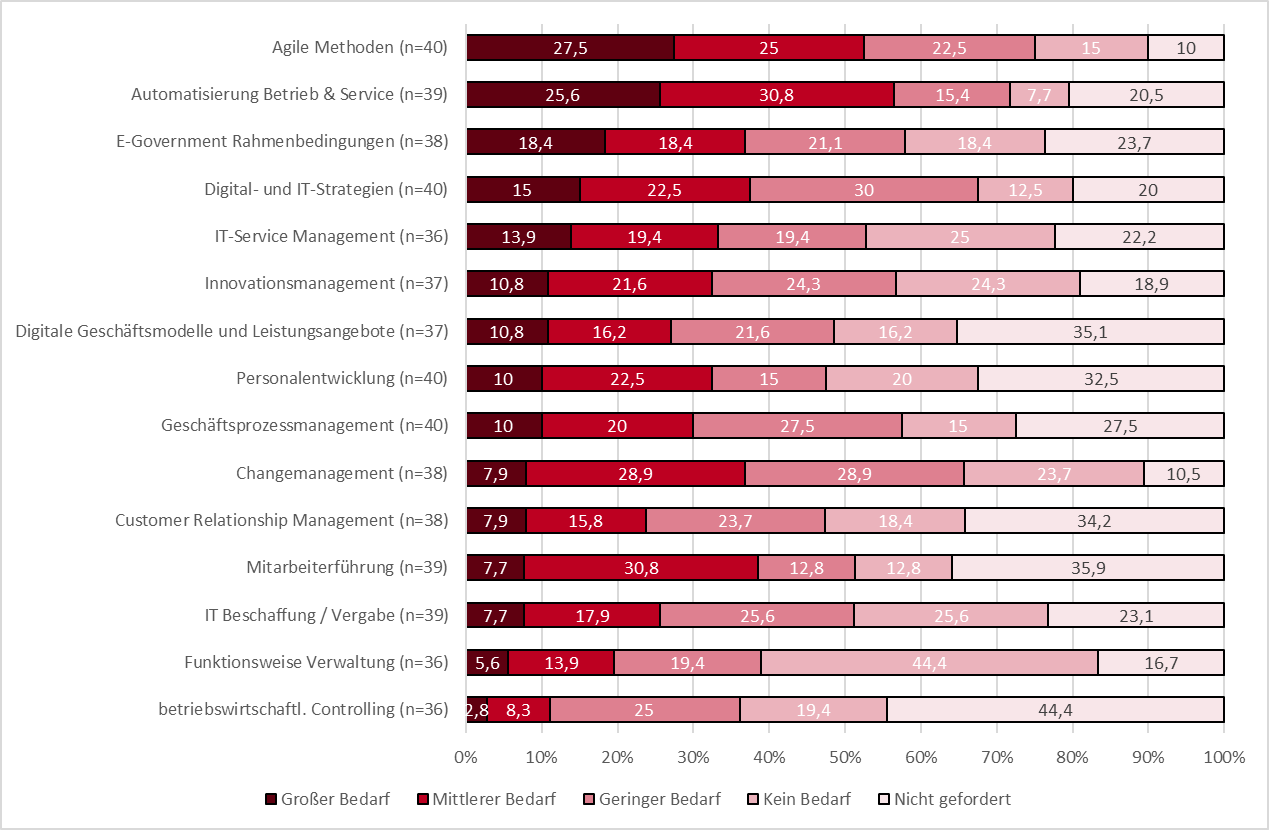 Agile Methoden (n=40) 27,5 25 22,5 15 10
Automatisierung Betrieb & Service (n=39) 25,6 30,8 15,4 7,7 20,5
E-Government Rahmenbedingungen (n=38) 18,4 18,4 21,1 18,4 23,7
Digital- und IT-Strategien (n=40) 15 22,5 30 12,5 20
IT-Service Management (n=36) 13,9 19,4 19,4 25 22,2
Innovationsmanagement (n=37) 10,8 21,6 24,3 24,3 18,9
Digitale Geschäftsmodelle und Leistungsangebote (n=37) 10,8 16,2 21,6 16,2 35,1
Personalentwicklung (n=40) 10 22,5 15 20 32,5
Geschäftsprozessmanagement (n=40) 10 20 27,5 15 27,5
Changemanagement (n=38) 7,9 28,9 28,9 23,7 10,5
Customer Relationship Management (n=38) 7,9 15,8 23,7 18,4 34,2
Mitarbeiterführung (n=39) 7,7 30,8 12,8 12,8 35,9
IT Beschaffung / Vergabe (n=39) 7,7 17,9 25,6 25,6 23,1
Funktionsweise Verwaltung (n=36) 5,6 13,9 19,4 44,4 16,7
betriebswirtschaftl. Controlling (n=36) 2,8 8,3 25 19,4 44,4
0% 10% 20% 30% 40% 50% 60% 70% 80% 90% 100%
Großer Bedarf Mittlerer Bedarf Geringer Bedarf Kein Bedarf Nicht gefordert